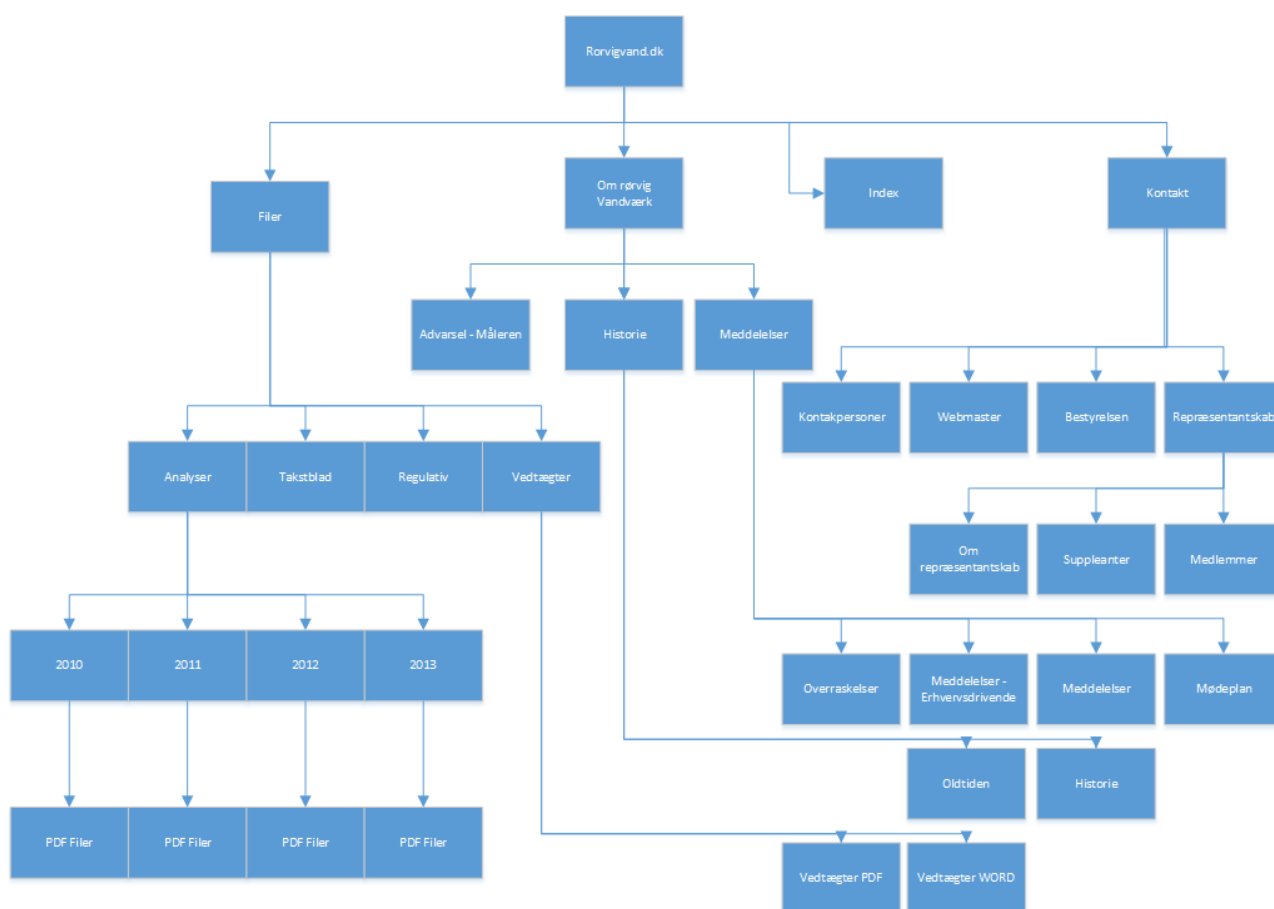 Rorvigvand.dk
Filer
Om rørvig
Vandværk
Index
Kontakt
Advarsel - Måleren
Historie
Meddelelser
Kontakpersoner
Webmaster
Bestyrelsen
Repræsentantskab
Analyser
Takstblad
Regulativ
Vedtægter
Om
repræsentantskab
Suppleanter
Medlemmer
2010
2011
2012
2013
Overraskelser
Meddelelser -
Erhvervsdrivende
Meddelelser
Mødeplan
Oldtiden
Historie
PDF Filer
PDF Filer
PDF Filer
PDF Filer
Vedtægter PDF
Vedtægter WORD